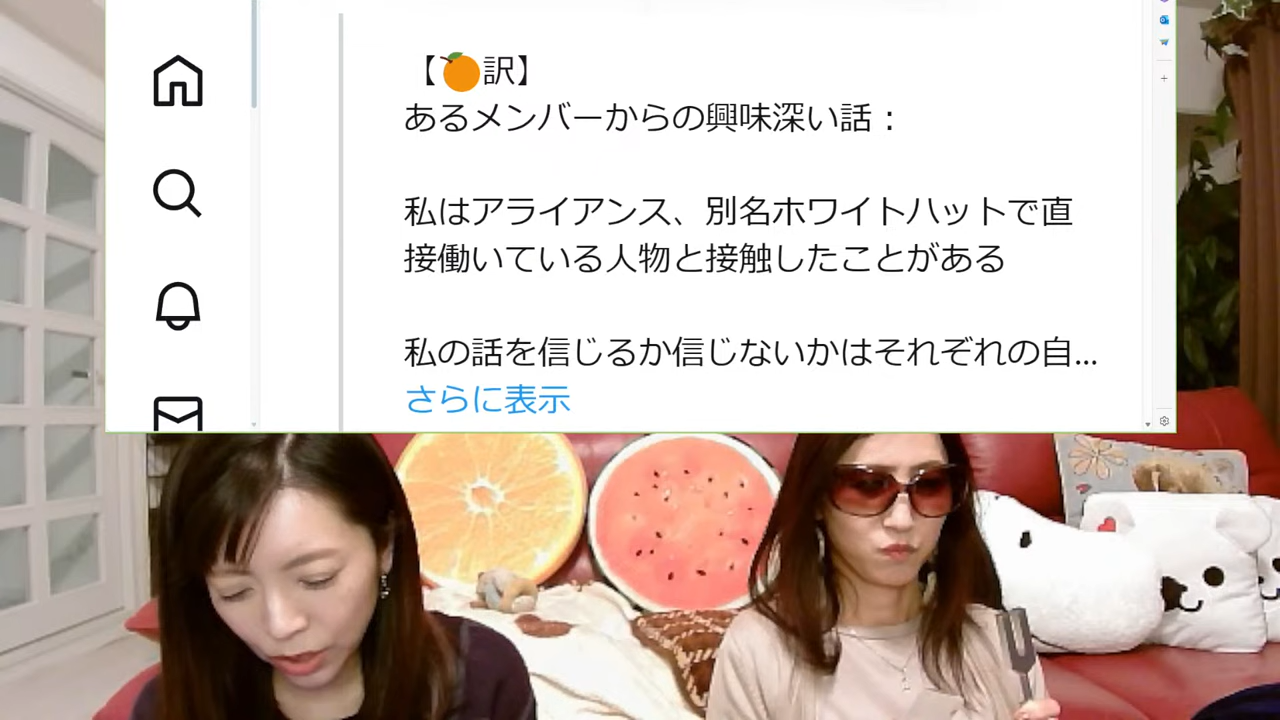 【🍊訳】
あるメンバーからの興味深い話：
私はアライアンス、別名ホワイトハットで直
接働いている人物と接触したことがある
私の話を信じるか信じないかはそれぞれの自...
さらに表示